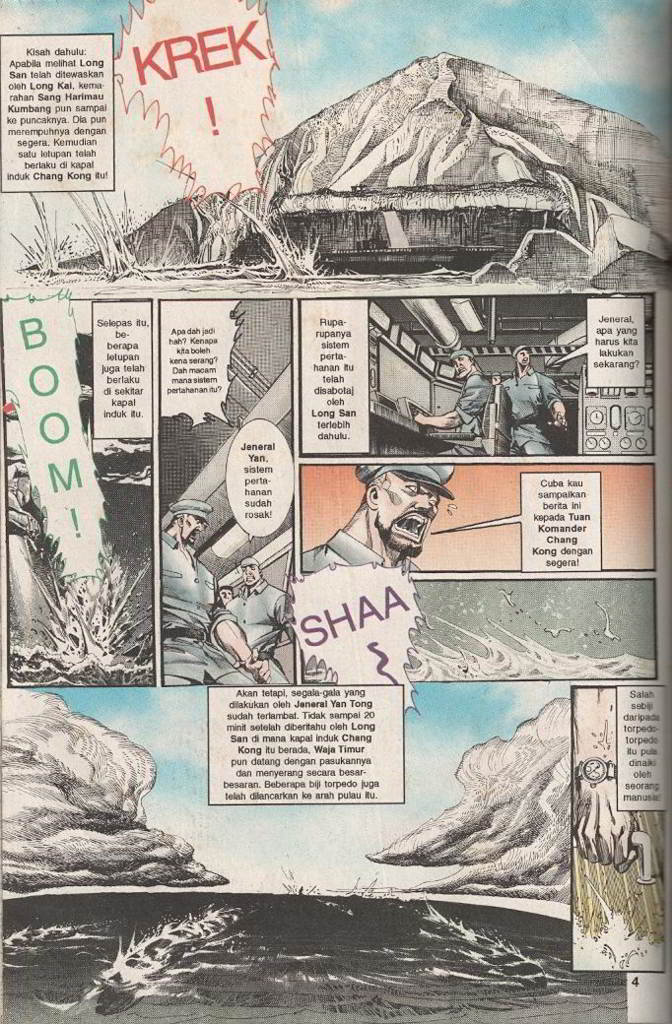 Kisah dahulu:
Apabila melihat Long
San telah ditewaskan
oleh Long Kai, kema-
rahan Sang Harimau
Kumbang pun sampai
ke puncaknya. Dia pun
merempuhnya dengan
segera. Kemudian
satu letupan telah
berlaku di kapal
induk Chang Kong itu!
KREK
!
BOOM!
Selepas itu,
be-
berapa
letupan
juga telah
berlaku
di sekitar
kapal
induk itu.
Apa dah jadi
hah? Kenapa
kita boleh
kena serang?
Dah macam
mana sistem
pertahanan itu?
Jeneral
Yan,
sistem
perta-
hanan
sudah
rosak!
Rupa-
rupanya
sistem
perta-
hanan itu
telah
disabotaj
oleh
Long San
terlebih
dahulu.
Jeneral,
apa yang
harus kita
lakukan
sekarang?
Cuba kau
sampaikan
berita ini
kepada Tuan
Komander
Chang
Kong dengan
segera!
SHAA
Akan tetapi, segala-gala yang
dilakukan oleh Jeneral Yan Tong
sudah terlambat. Tidak sampai 20
minit setelah diberitahu oleh Long
San di mana kapal induk Chang
Kong itu berada, Waja Timur
pun datang dengan pasukannya
dan menyerang secara besar-
besaran. Beberapa biji torpedo juga
telah dilancarkan ke arah pulau itu.
Salah
sebiji
daripada
torpedo-
torpedo
itu pula
dinaiki
oleh
seorang
manusia!
4